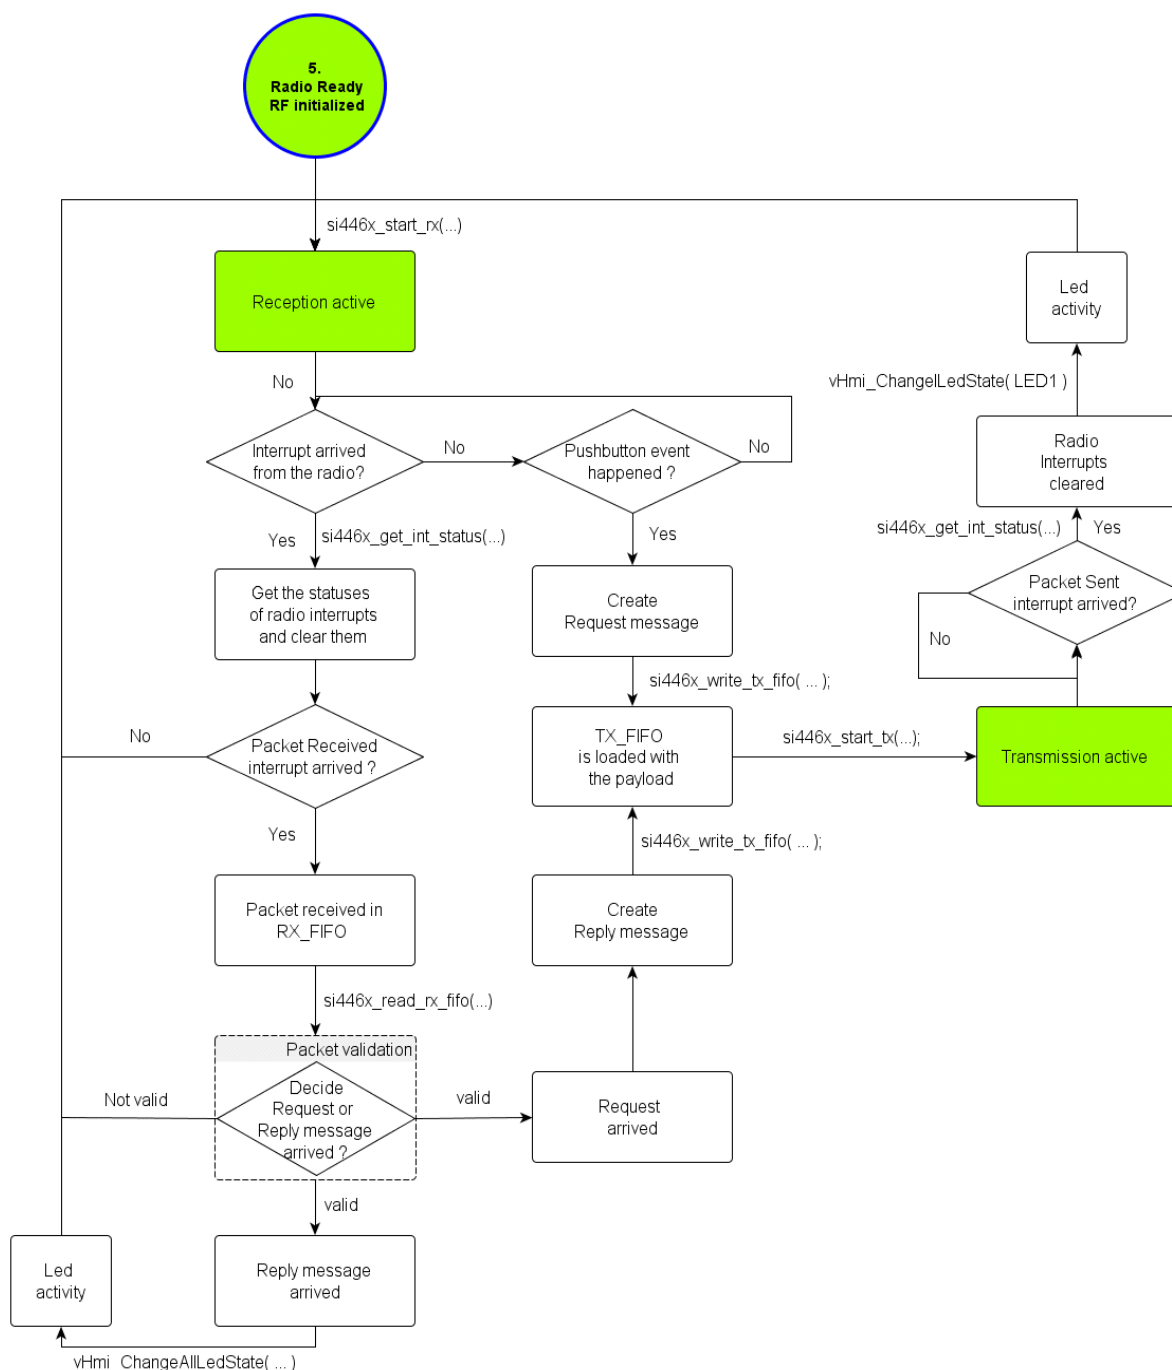 5.
Radio Ready
RF initialized
si446x_start_rx(...)
Reception active
Led
activity
vHmi_ChangelLedState( LED1 )
No
Interrupt arrived
from the radio?
No
Pushbutton event
happened ?
No
Radio
Interrupts
cleared
Yes
si446x_get_int_status(...)
Yes
si446x_get_int_status(...)
Yes
Get the statuses
of radio interrupts
and clear them
Create
Request message
Packet Sent
interrupt arrived?
No
si446x_write_tx_fifo( ... );
No
Packet Received
interrupt arrived ?
TX_FIFO
is loaded with
the payload
si446x_start_tx(...);
Transmission active
Yes
si446x_write_tx_fifo( ... );
Packet received in
RX_FIFO
Create
Reply message
si446x_read_rx_fifo(...)
Packet validation
Not valid
Decide
Request or
Reply message
arrived ?
valid
Request
arrived
valid
Led
activity
Reply message
arrived
vHmi_ChangeAllLedState( ... )